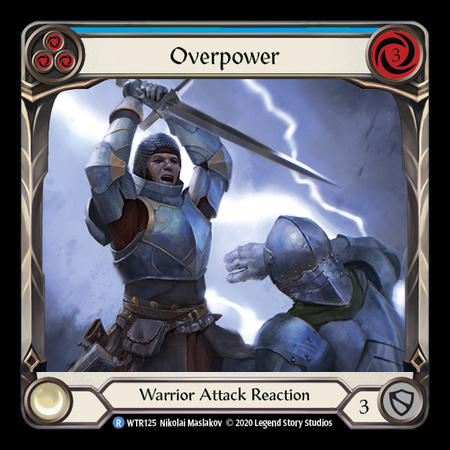 Overpower
3
Warrior Attack Reaction
3
R WTR125 Nikolai Maslakov © 2020 Legend Story Studios